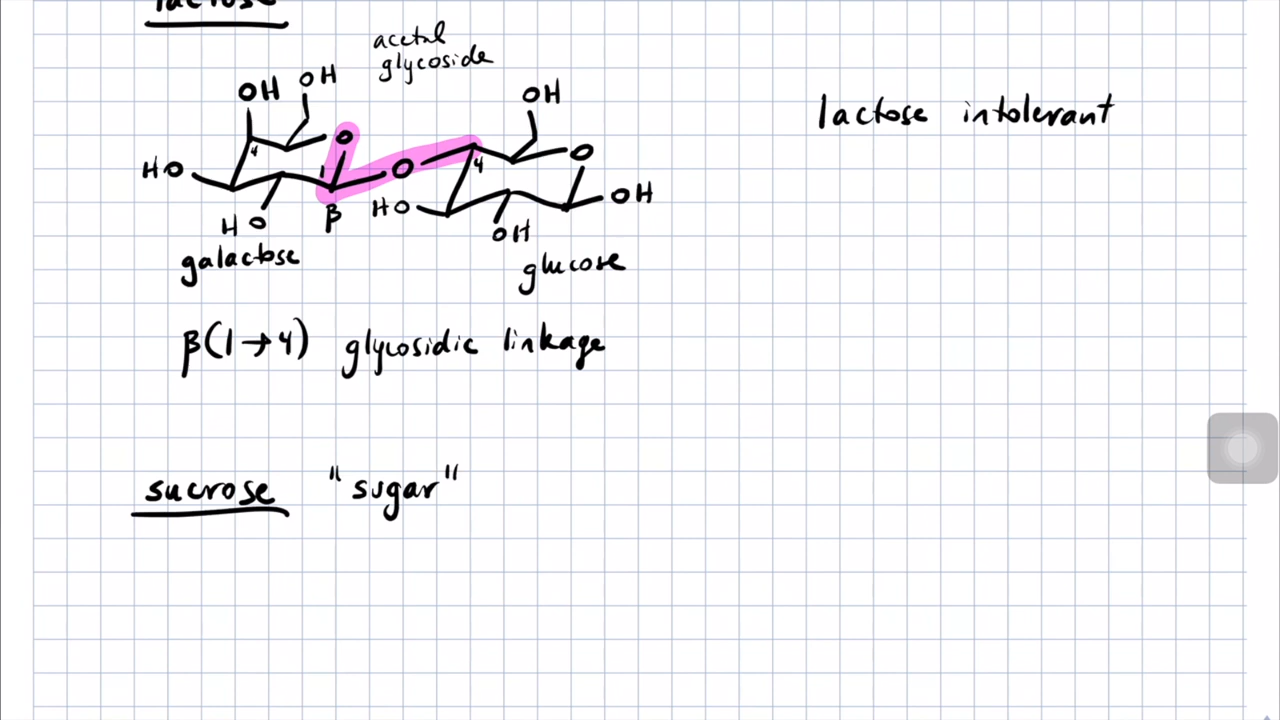 lactose
acetal
glycoside
OH
OH
OH
lactose intolerant
O
4
HO
1
O
4
O
OH
HO
β
HO
OH
galactose
glucose
β(1→4) glycosidic linkage
sucrose "sugar"